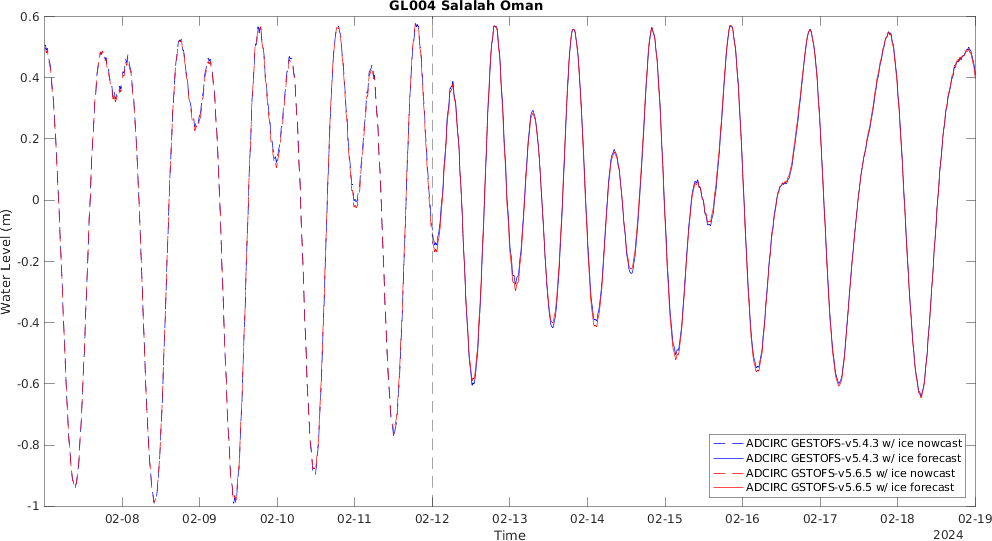 GL004 Salalah Oman
0.6
0.4
0.2
0
-0.2
-0.4
-0.6
-0.8
-1
Water Level (m)
ADCIRC GESTOFS-v5.4.3 w/ ice nowcast
ADCIRC GESTOFS-v5.4.3 w/ ice forecast
ADCIRC GSTOFS-v5.6.5 w/ ice nowcast
ADCIRC GSTOFS-v5.6.5 w/ ice forecast
02-08 02-09 02-10 02-11 02-12 02-13 02-14 02-15 02-16 02-17 02-18 02-19
Time
2024